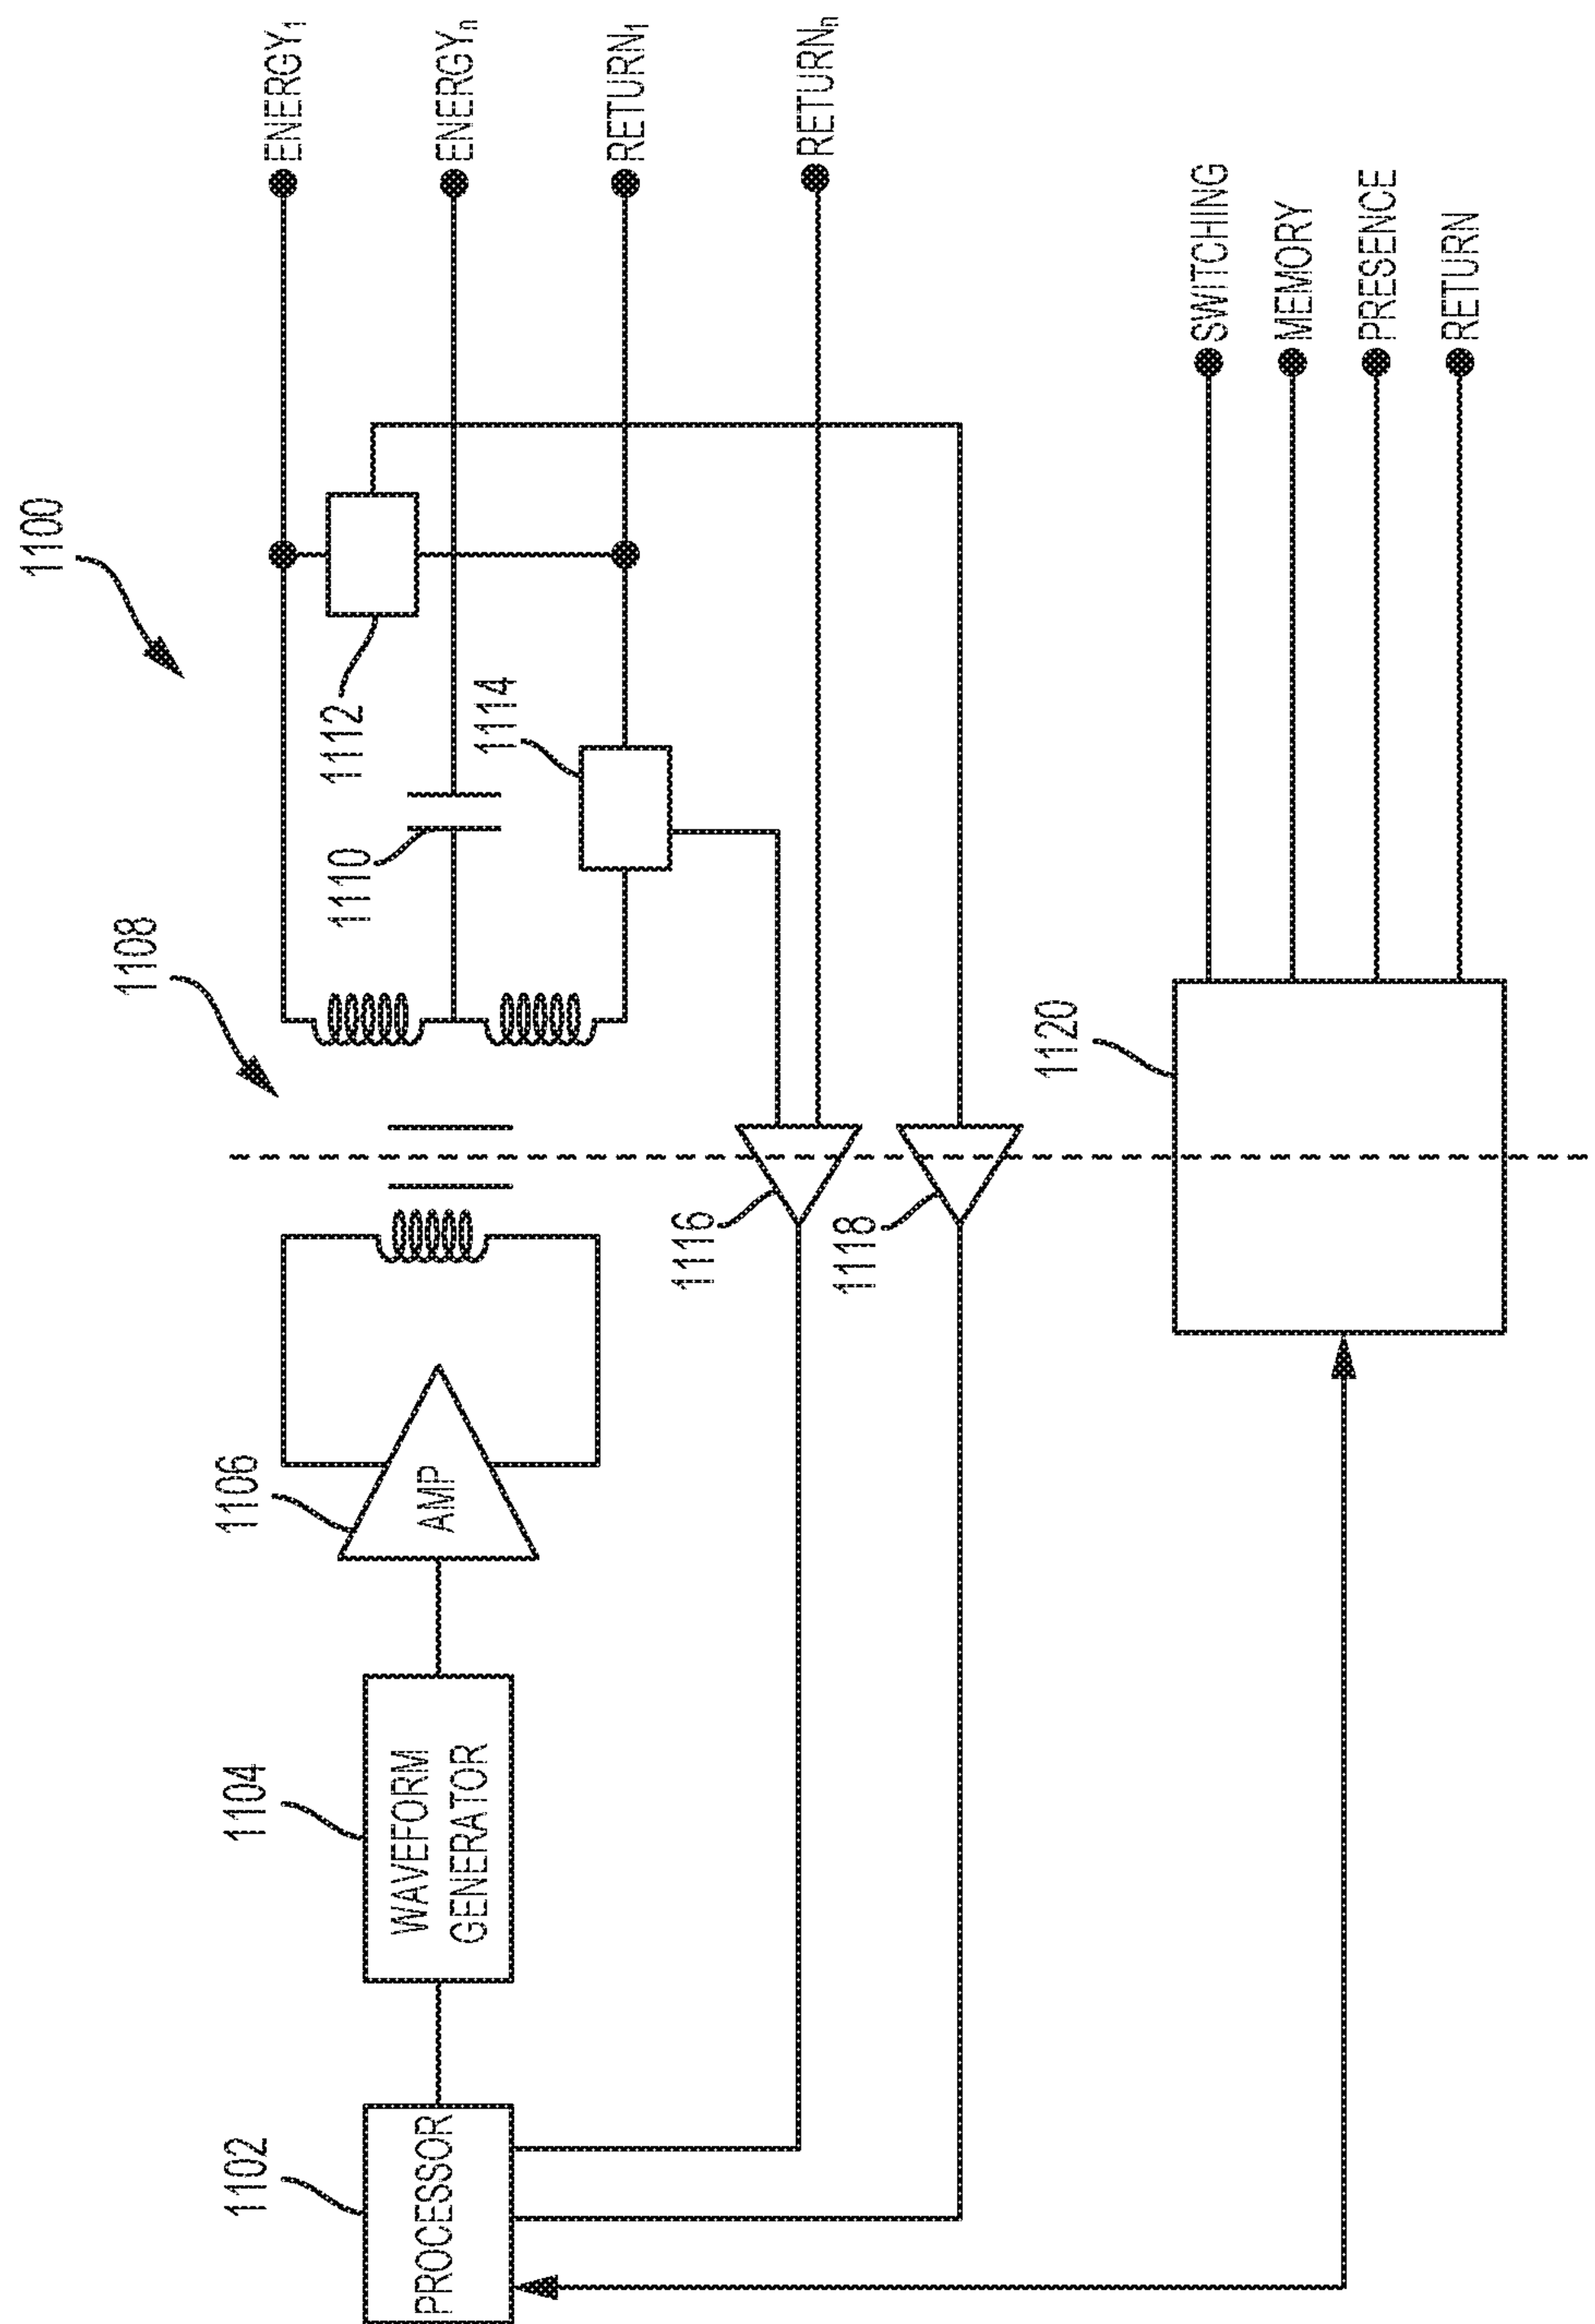 1100
1108
ENERGY₁
ENERGYₙ
RETURN₁
RETURNₙ
1112
1110
1114
1106
AMP
1104
WAVEFORM
GENERATOR
1102
PROCESSOR
1116
1118
1120
SWITCHING
MEMORY
PRESENCE
RETURN